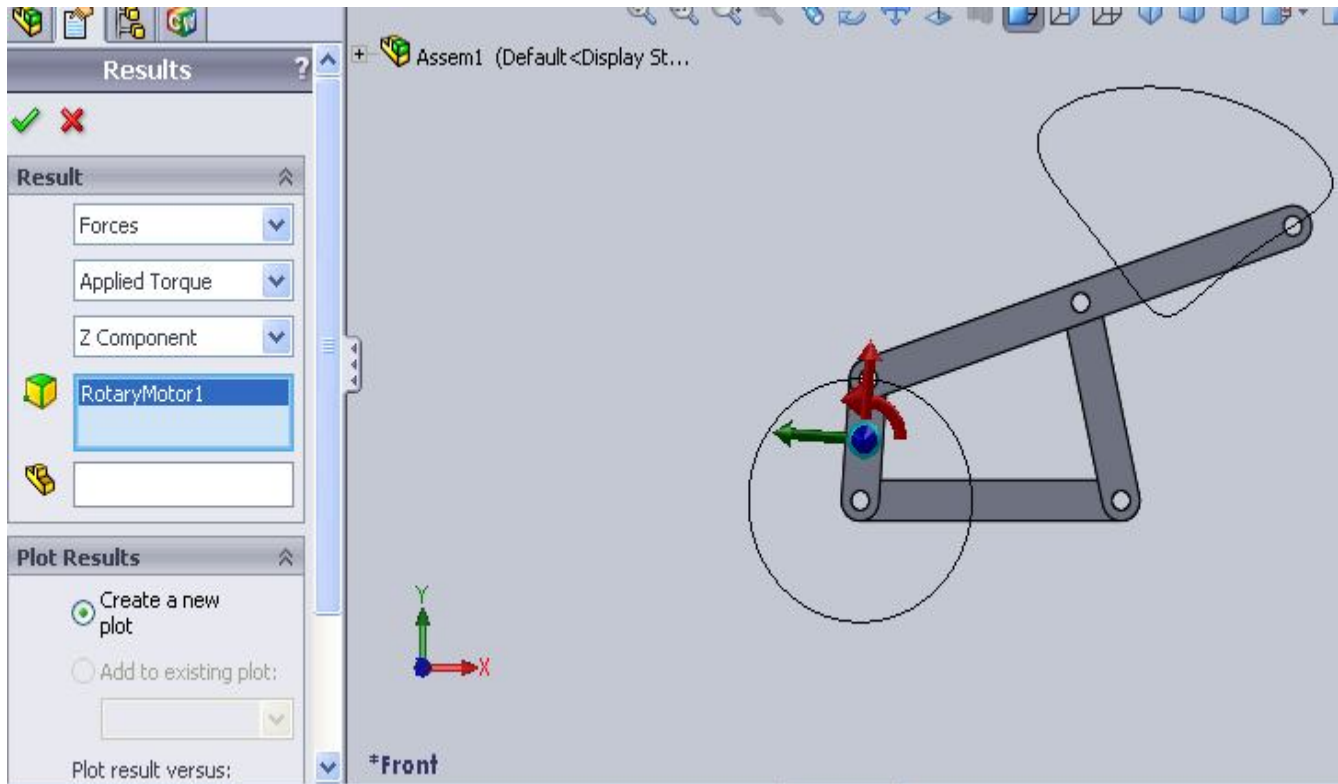 Results ?
Assem1 (Default<Display St...
Result
Forces
Applied Torque
Z Component
RotaryMotor1
Plot Results
Create a new
plot
Add to existing plot:
Plot result versus:
Y
X
*Front